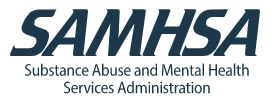 SAMHSA
Substance Abuse and Mental Health
Services Administration